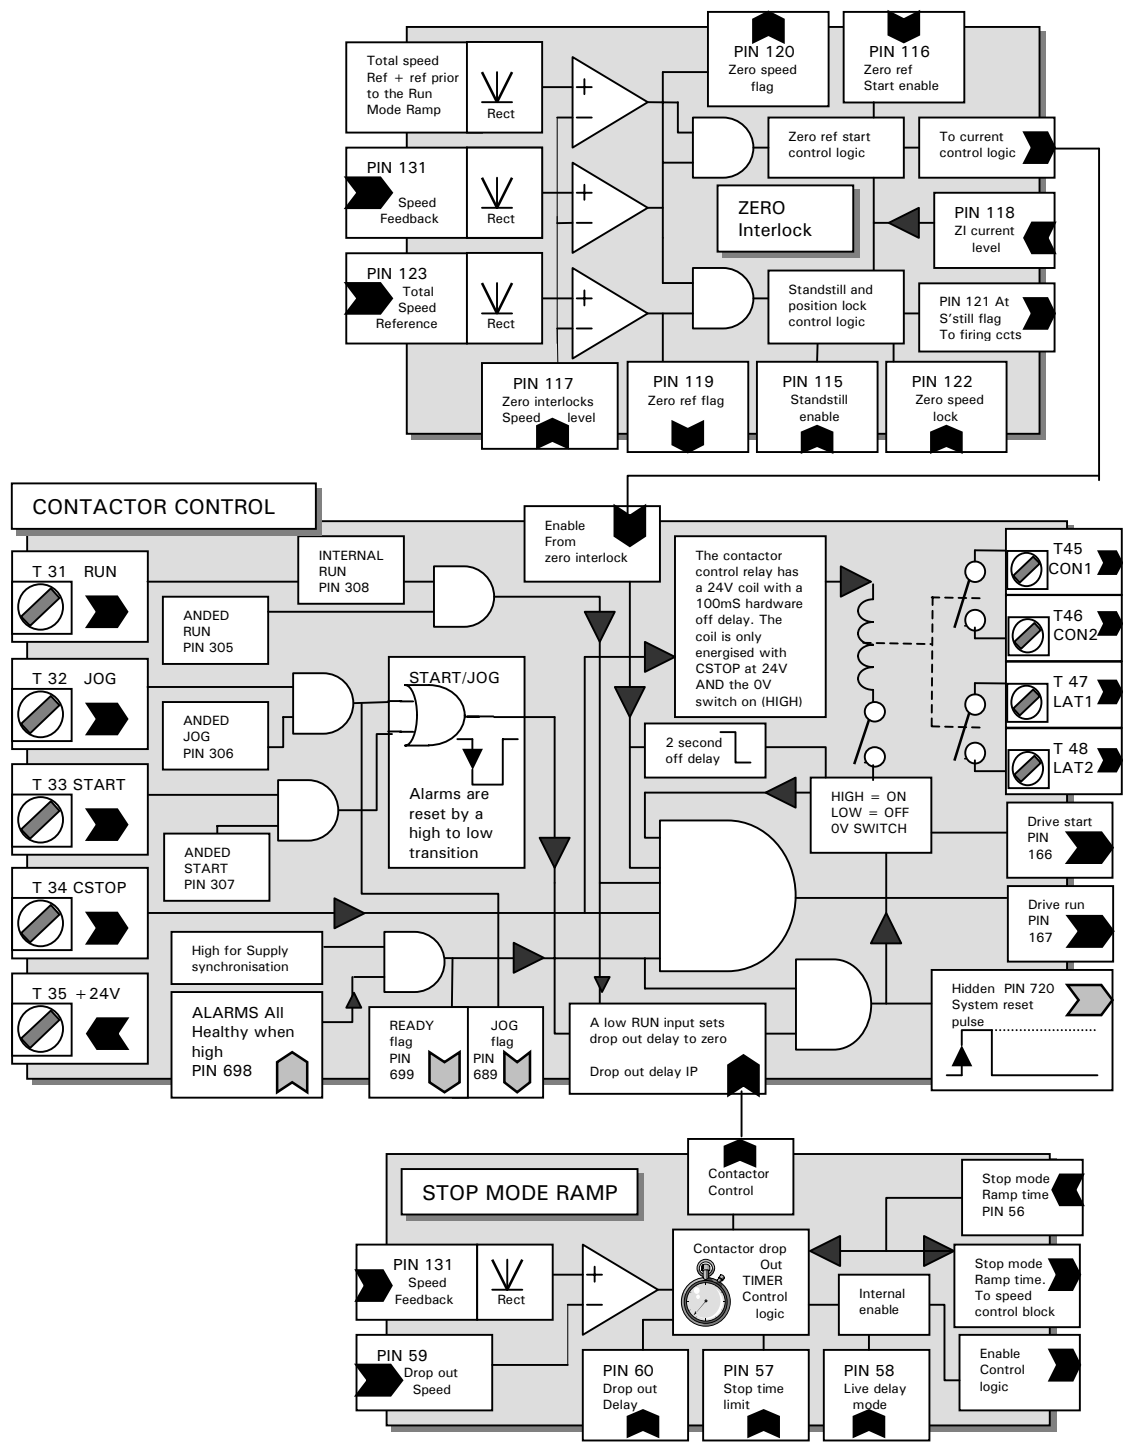 Total speed
Ref + ref prior
to the Run
Mode Ramp
Rect
PIN 120
Zero speed
flag
PIN 116
Zero ref
Start enable
PIN 131
Speed
Feedback
Rect
Zero ref start
control logic
To current
control logic
ZERO
Interlock
PIN 118
ZI current
level
PIN 123
Total
Speed
Reference
Rect
Standstill and
position lock
control logic
PIN 121 At
S'still flag
To firing ccts
PIN 117
Zero interlocks
Speed level
PIN 119
Zero ref flag
PIN 115
Standstill
enable
PIN 122
Zero speed
lock
CONTACTOR CONTROL
Enable
From
zero interlock
T 31 RUN
INTERNAL
RUN
PIN 308
ANDED
RUN
PIN 305
The contactor
control relay has
a 24V coil with a
100mS hardware
off delay. The
coil is only
energised with
CSTOP at 24V
AND the 0V
switch on (HIGH)
T45
CON1
T46
CON2
T 47
LAT1
T 48
LAT2
T 32 JOG
ANDED
JOG
PIN 306
START/JOG
Alarms are
reset by a
high to low
transition
2 second
off delay
HIGH = ON
LOW = OFF
0V SWITCH
T 33 START
ANDED
START
PIN 307
Drive start
PIN
166
T 34 CSTOP
High for Supply
synchronisation
Drive run
PIN
167
T 35 +24V
ALARMS All
Healthy when
high
PIN 698
READY
flag
PIN
699
JOG
flag
PIN
689
A low RUN input sets
drop out delay to zero
Drop out delay IP
Hidden PIN 720
System reset
pulse
STOP MODE RAMP
Contactor
Control
Stop mode
Ramp time
PIN 56
PIN 131
Speed
Feedback
Rect
Contactor drop
Out
TIMER
Control
logic
Stop mode
Ramp time.
To speed
control block
Internal
enable
PIN 59
Drop out
Speed
PIN 60
Drop out
Delay
PIN 57
Stop time
limit
PIN 58
Live delay
mode
Enable
Control
logic